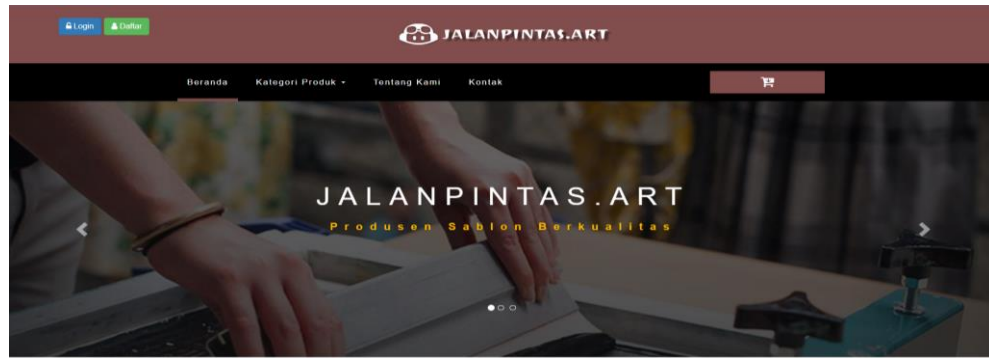 Login Daftar
JALANPINTAS.ART
Beranda Kategori Produk Tentang Kami Kontak
JALANPINTAS.ART
Produsen Sablon Berkualitas